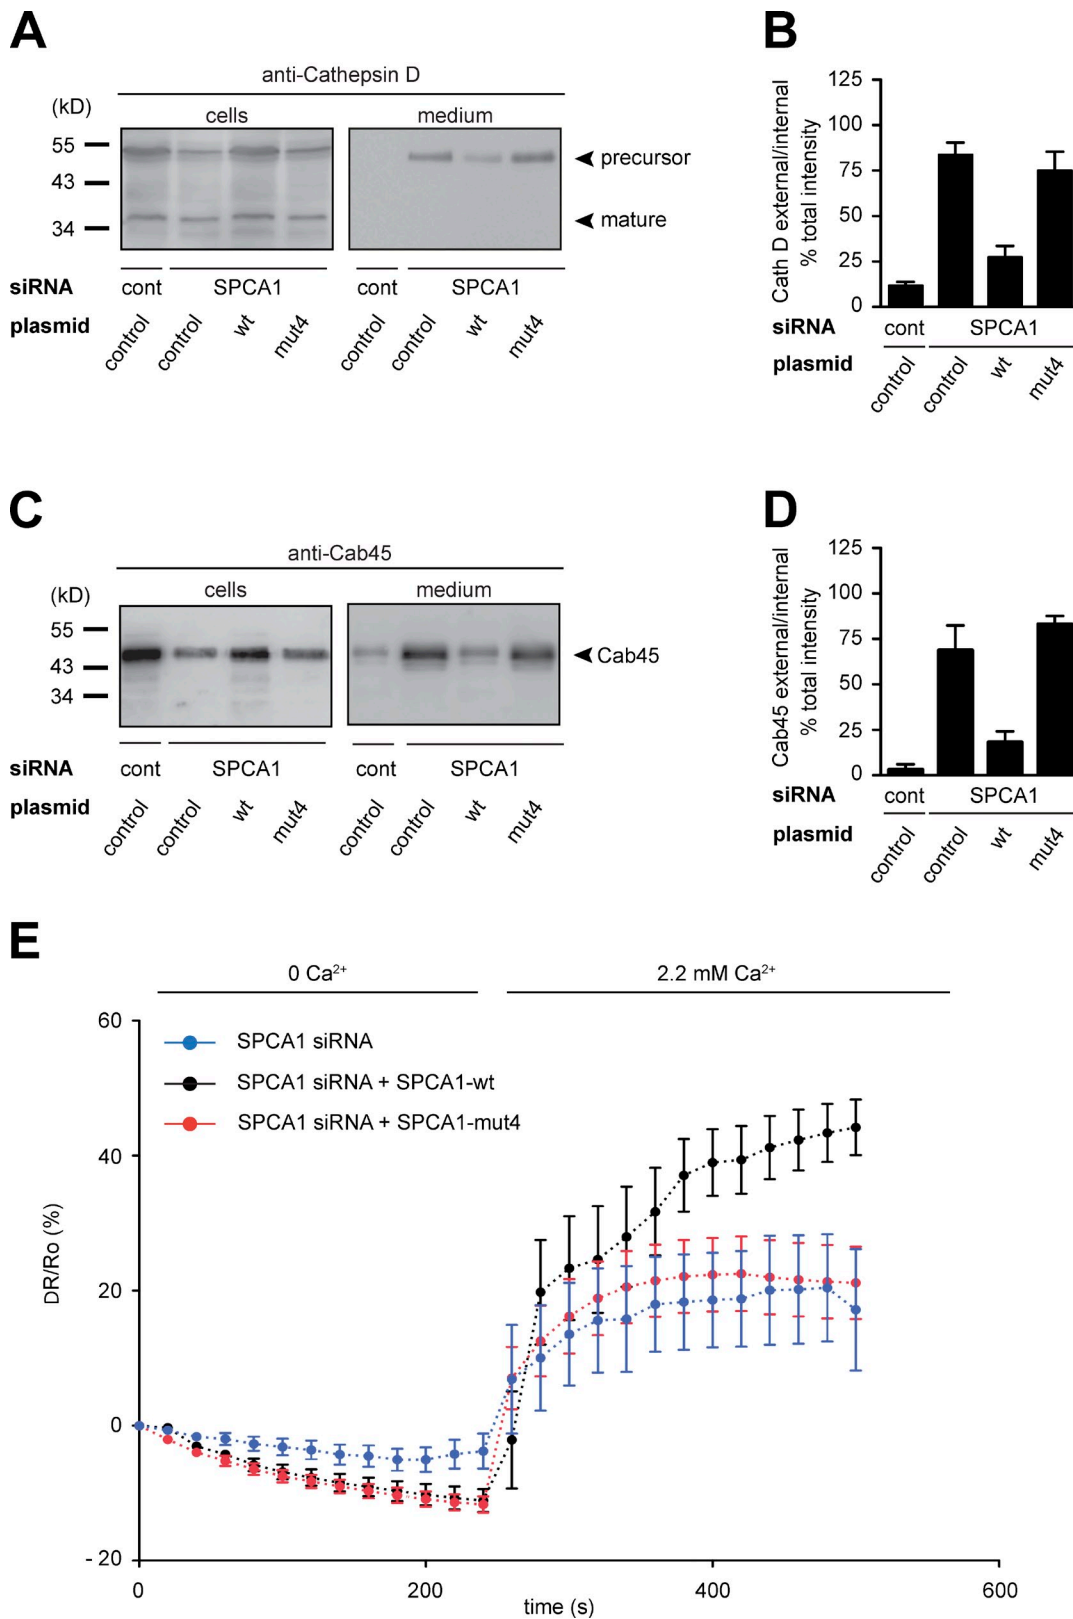 A
anti-Cathepsin D
(kD)
cells
medium
55
43
34
precursor
mature
siRNA
cont
SPCA1
cont
SPCA1
plasmid
control
control
wt
mut4
control
control
wt
mut4
B
Cath D external/internal
% total intensity
125
100
75
50
25
0
siRNA
cont
SPCA1
plasmid
control
control
wt
mut4
C
anti-Cab45
(kD)
cells
medium
55
43
34
Cab45
siRNA
cont
SPCA1
cont
SPCA1
plasmid
control
control
wt
mut4
control
control
wt
mut4
D
Cab45 external/internal
% total intensity
125
100
75
50
25
0
siRNA
cont
SPCA1
plasmid
control
control
wt
mut4
E
0 Ca²⁺
2.2 mM Ca²⁺
SPCA1 siRNA
SPCA1 siRNA + SPCA1-wt
SPCA1 siRNA + SPCA1-mut4
DR/Ro (%)
60
40
20
0
- 20
0
200
400
600
time (s)